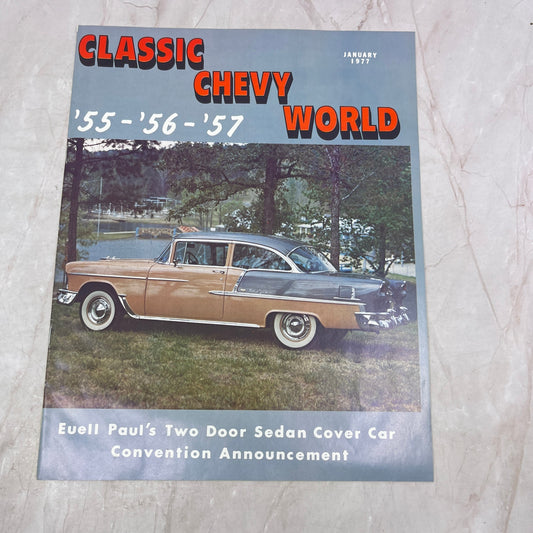 CLASSIC
CHEVY
WORLD
JANUARY
1977
'55-'56-'57
Euell Paul's Two Door Sedan Cover Car
Convention Announcement